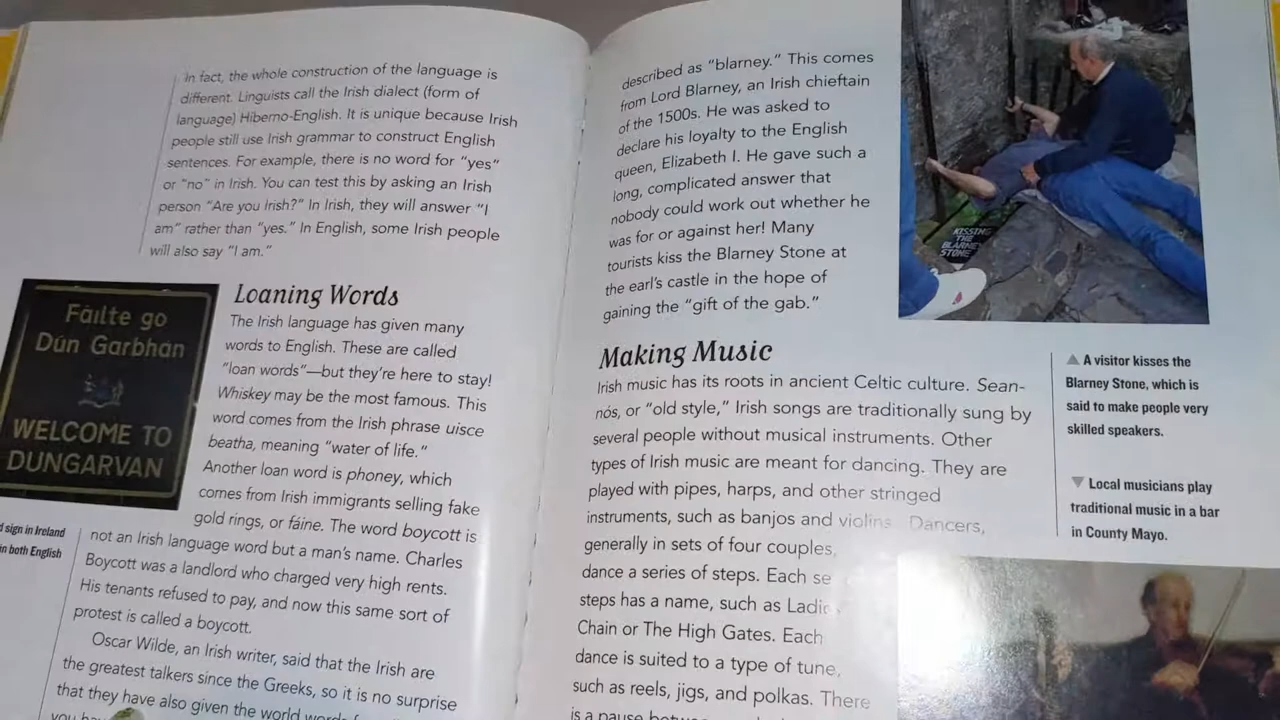 In fact, the whole construction of the language is
different. Linguists call the Irish dialect (form of
language) Hiberno-English. It is unique because Irish
people still use Irish grammar to construct English
sentences. For example, there is no word for "yes"
or "no" in Irish. You can test this by asking an Irish
person "Are you Irish?" In Irish, they will answer "I
am" rather than "yes." In English, some Irish people
will also say "I am."
Fáilte go
Dún Garbhán
WELCOME TO
DUNGARVAN
sign in Ireland
in both English
Loaning Words
The Irish language has given many
words to English. These are called
"loan words"—but they're here to stay!
Whiskey may be the most famous. This
word comes from the Irish phrase uisce
beatha, meaning "water of life."
Another loan word is phoney, which
comes from Irish immigrants selling fake
gold rings, or fáine. The word boycott is
not an Irish language word but a man's name. Charles
Boycott was a landlord who charged very high rents.
His tenants refused to pay, and now this same sort of
protest is called a boycott.
Oscar Wilde, an Irish writer, said that the Irish are
the greatest talkers since the Greeks, so it is no surprise
that they have also given the world words
you
described as "blarney." This comes
from Lord Blarney, an Irish chieftain
of the 1500s. He was asked to
declare his loyalty to the English
queen, Elizabeth I. He gave such a
long, complicated answer that
nobody could work out whether he
was for or against her! Many
tourists kiss the Blarney Stone at
the earl's castle in the hope of
gaining the "gift of the gab."
Making Music
Irish music has its roots in ancient Celtic culture. Sean-
nós, or "old style," Irish songs are traditionally sung by
several people without musical instruments. Other
types of Irish music are meant for dancing. They are
played with pipes, harps, and other stringed
instruments, such as banjos and violins. Dancers,
generally in sets of four couples,
dance a series of steps. Each
steps has a name, such as
Chain or The High Gates. Each
dance is suited to a type of tune,
such as reels, jigs, and polkas. There
is a pause
KISSING
THE
BLARNEY
STONE
▲ A visitor kisses the
Blarney Stone, which is
said to make people very
skilled speakers.
▼ Local musicians play
traditional music in a bar
in County Mayo.